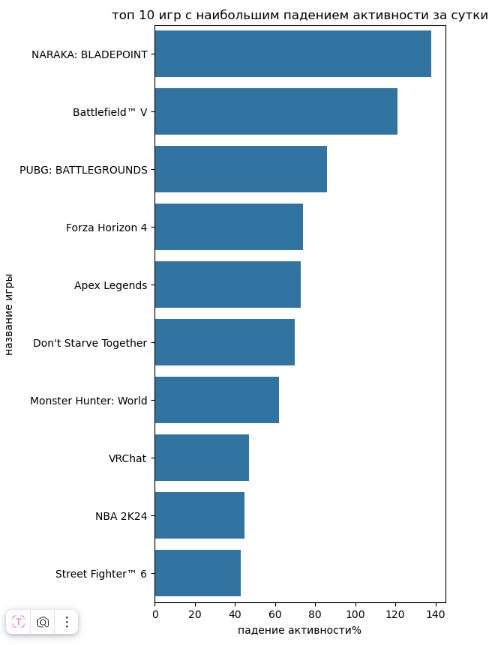 топ 10 игр с наибольшим падением активности за сутки
NARAKA: BLADEPOINT
Battlefield™ V
PUBG: BATTLEGROUNDS
Forza Horizon 4
Apex Legends
Don't Starve Together
Monster Hunter: World
VRChat
NBA 2K24
Street Fighter™ 6
название игры
0 20 40 60 80 100 120 140
падение активности%